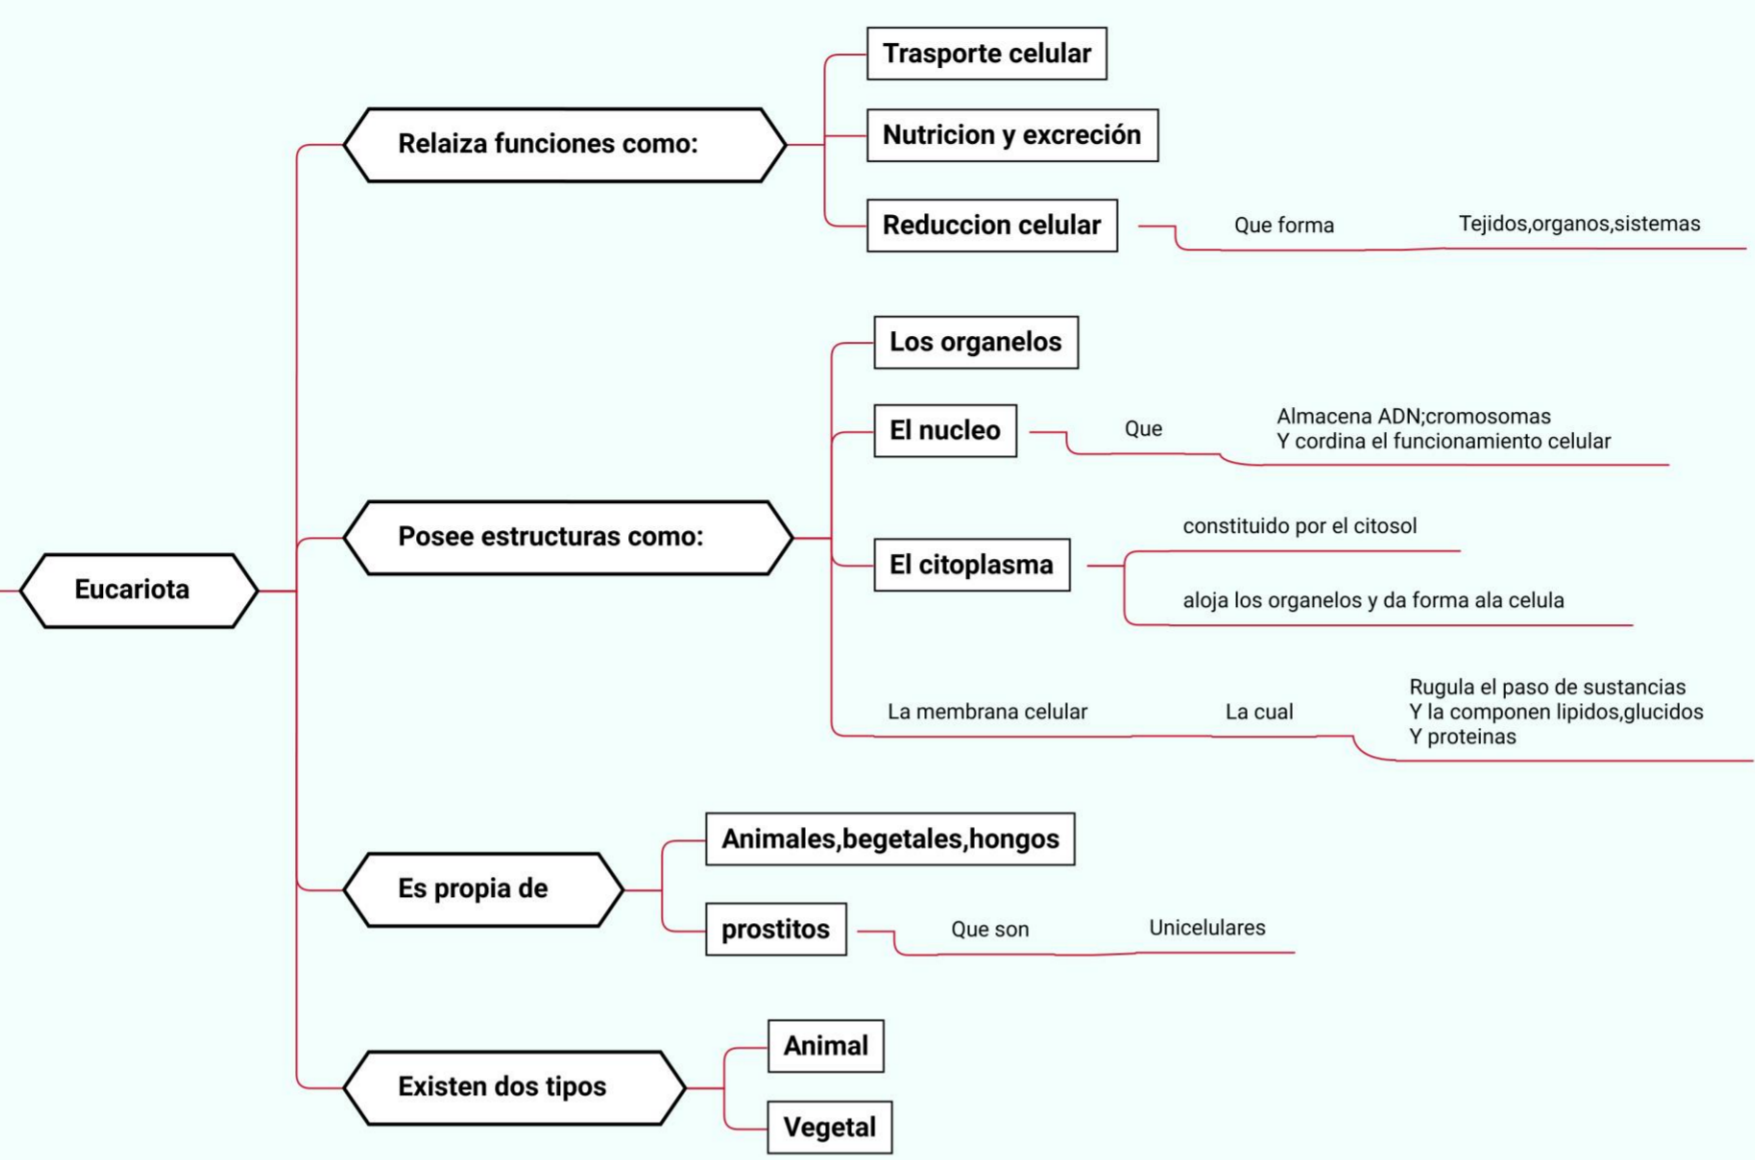 Eucariota
Relaiza funciones como:
Trasporte celular
Nutricion y excreción
Reduccion celular
Que forma
Tejidos,organos,sistemas
Posee estructuras como:
Los organelos
El nucleo
Que
Almacena ADN;cromosomas
Y cordina el funcionamiento celular
El citoplasma
constituido por el citosol
aloja los organelos y da forma ala celula
La membrana celular
La cual
Rugula el paso de sustancias
Y la componen lipidos,glucidos
Y proteinas
Es propia de
Animales,begetales,hongos
prostitos
Que son
Unicelulares
Existen dos tipos
Animal
Vegetal